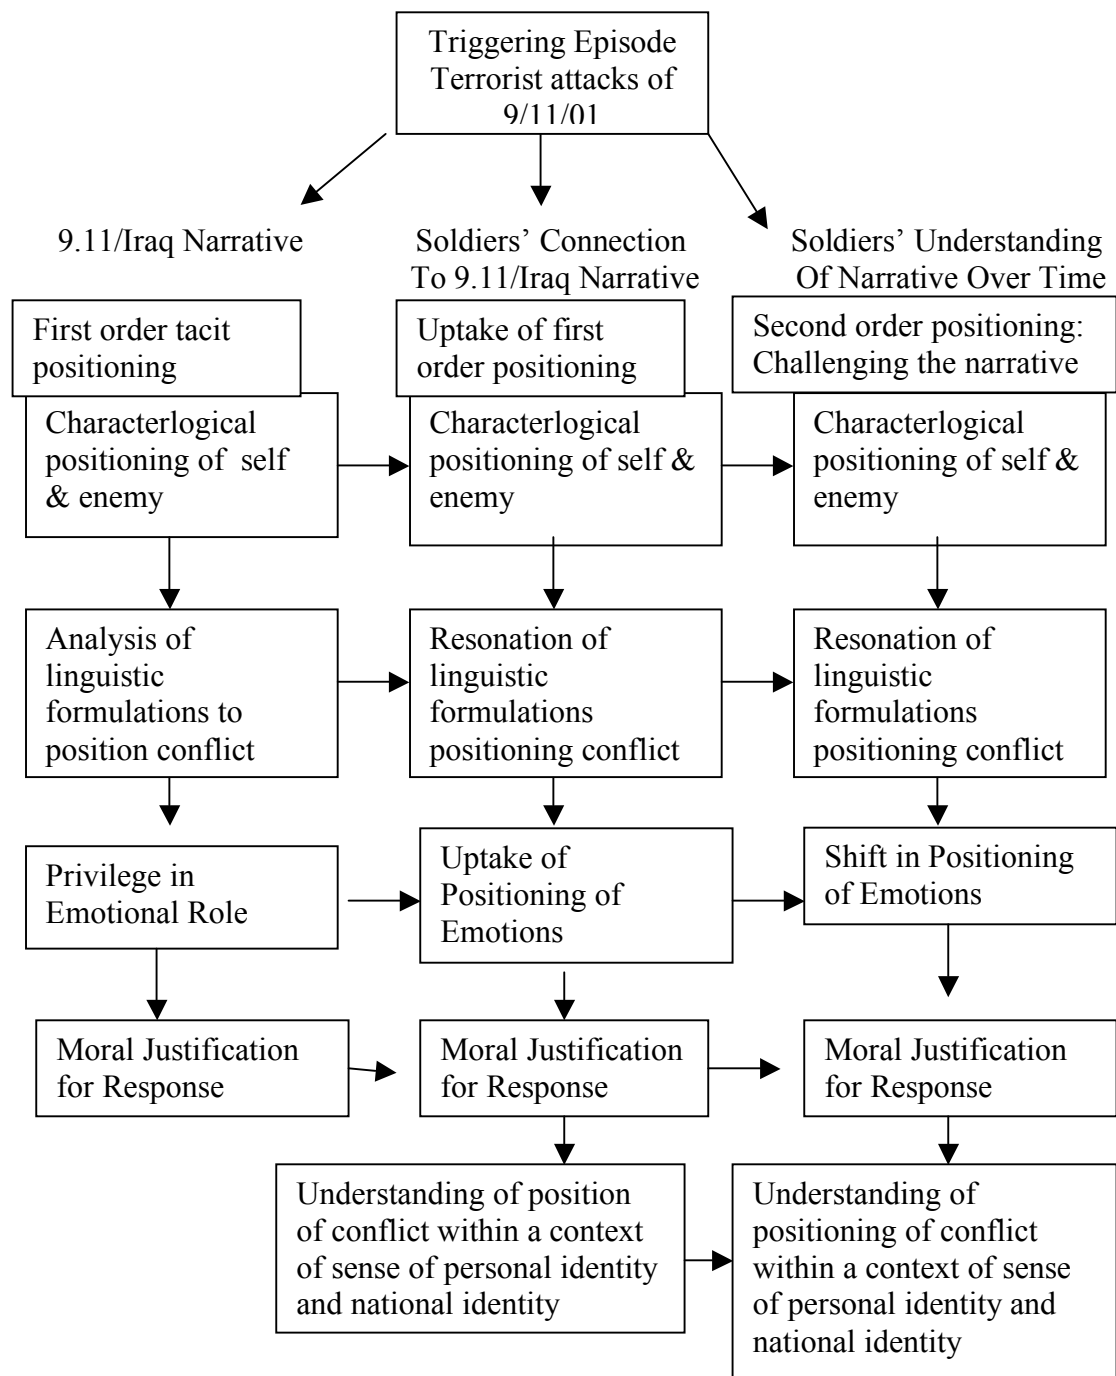 Triggering Episode
Terrorist attacks of
9/11/01
9.11/Iraq Narrative
Soldiers’ Connection
To 9.11/Iraq Narrative
Soldiers’ Understanding
Of Narrative Over Time
First order tacit
positioning
Uptake of first
order positioning
Second order positioning:
Challenging the narrative
Characterlogical
positioning of self
& enemy
Characterlogical
positioning of self &
enemy
Characterlogical
positioning of self &
enemy
Analysis of
linguistic
formulations to
position conflict
Resonation of
linguistic
formulations
positioning conflict
Resonation of
linguistic
formulations
positioning conflict
Privilege in
Emotional Role
Uptake of
Positioning of
Emotions
Shift in Positioning
of Emotions
Moral Justification
for Response
Moral Justification
for Response
Moral Justification
for Response
Understanding of position
of conflict within a context
of sense of personal identity
and national identity
Understanding of
positioning of conflict
within a context of sense
of personal identity and
national identity